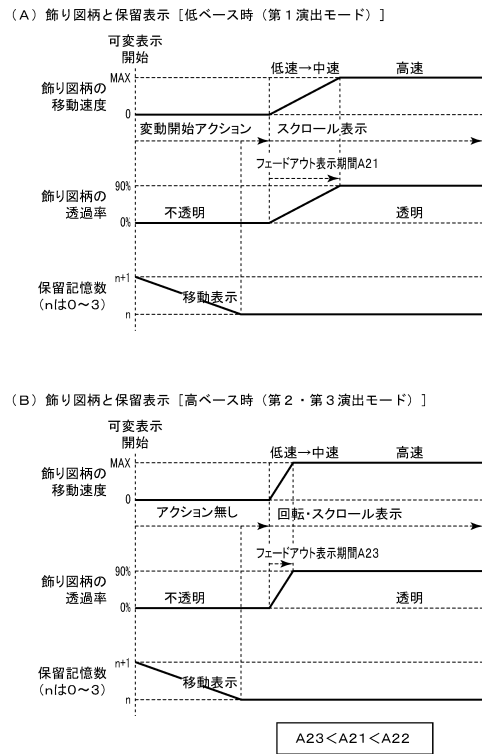 （A）飾り図柄と保留表示［低ベース時（第１演出モード）］
可変表示
開始
低速→中速
高速
飾り図柄の
移動速度
MAX
0
変動開始アクション
スクロール表示
フェードアウト表示期間A21
飾り図柄の
透過率
90%
0%
不透明
透明
保留記憶数
（nは0～3）
n+1
n
移動表示
（B）飾り図柄と保留表示［高ベース時（第２・第３演出モード）］
可変表示
開始
低速→中速
高速
飾り図柄の
移動速度
MAX
0
アクション無し
回転・スクロール表示
フェードアウト表示期間A23
飾り図柄の
透過率
90%
0%
不透明
透明
保留記憶数
（nは0～3）
n+1
n
移動表示
A23＜A21＜A22